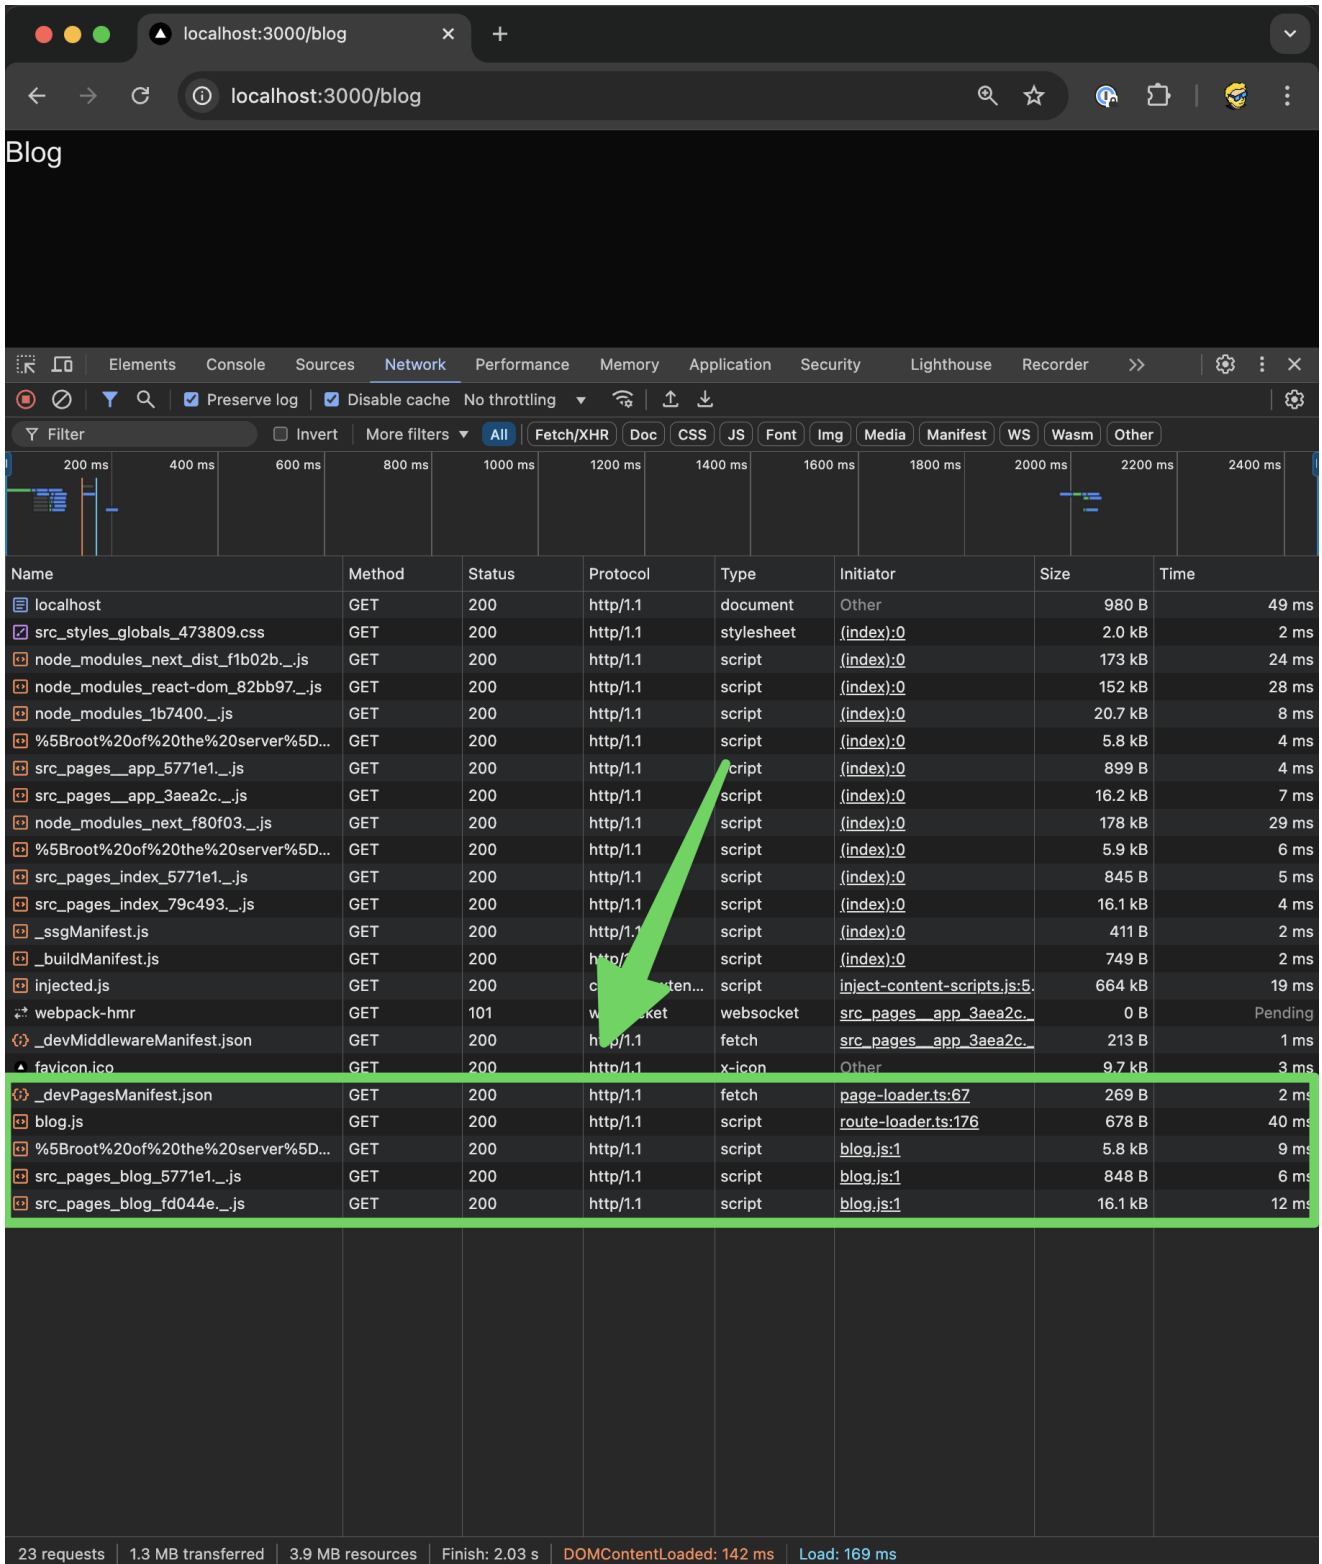 localhost:3000/blog
localhost:3000/blog
Blog
Elements Console Sources Network Performance Memory Application Security Lighthouse Recorder
Preserve log Disable cache No throttling
Filter Invert More filters All Fetch/XHR Doc CSS JS Font Img Media Manifest WS Wasm Other
200 ms 400 ms 600 ms 800 ms 1000 ms 1200 ms 1400 ms 1600 ms 1800 ms 2000 ms 2200 ms 2400 ms
Name Method Status Protocol Type Initiator Size Time
localhost GET 200 http/1.1 document Other 980 B 49 ms
src_styles_globals_473809.css GET 200 http/1.1 stylesheet (index):0 2.0 kB 2 ms
node_modules_next_dist_f1b02b._.js GET 200 http/1.1 script (index):0 173 kB 24 ms
node_modules_react-dom_82bb97._.js GET 200 http/1.1 script (index):0 152 kB 28 ms
node_modules_1b7400._.js GET 200 http/1.1 script (index):0 20.7 kB 8 ms
%5Broot%20of%20the%20server%5D... GET 200 http/1.1 script (index):0 5.8 kB 4 ms
src_pages__app_5771e1._.js GET 200 http/1.1 script (index):0 899 B 4 ms
src_pages__app_3aea2c._.js GET 200 http/1.1 script (index):0 16.2 kB 7 ms
node_modules_next_f80f03._.js GET 200 http/1.1 script (index):0 178 kB 29 ms
%5Broot%20of%20the%20server%5D... GET 200 http/1.1 script (index):0 5.9 kB 6 ms
src_pages_index_5771e1._.js GET 200 http/1.1 script (index):0 845 B 5 ms
src_pages_index_79c493._.js GET 200 http/1.1 script (index):0 16.1 kB 4 ms
_ssgManifest.js GET 200 http/1.1 script (index):0 411 B 2 ms
_buildManifest.js GET 200 script (index):0 749 B 2 ms
injected.js GET 200 script inject-content-scripts.js:5. 664 kB 19 ms
webpack-hmr GET 101 websocket src_pages__app_3aea2c._ 0 B Pending
_devMiddlewareManifest.json GET 200 http/1.1 fetch src_pages__app_3aea2c._ 213 B 1 ms
favicon.ico GET 200 http/1.1 x-icon Other 9.7 kB 3 ms
_devPagesManifest.json GET 200 http/1.1 fetch page-loader.ts:67 269 B 2 ms
blog.js GET 200 http/1.1 script route-loader.ts:176 678 B 40 ms
%5Broot%20of%20the%20server%5D... GET 200 http/1.1 script blog.js:1 5.8 kB 9 ms
src_pages_blog_5771e1._.js GET 200 http/1.1 script blog.js:1 848 B 6 ms
src_pages_blog_fd044e._.js GET 200 http/1.1 script blog.js:1 16.1 kB 12 ms
23 requests 1.3 MB transferred 3.9 MB resources Finish: 2.03 s DOMContentLoaded: 142 ms Load: 169 ms